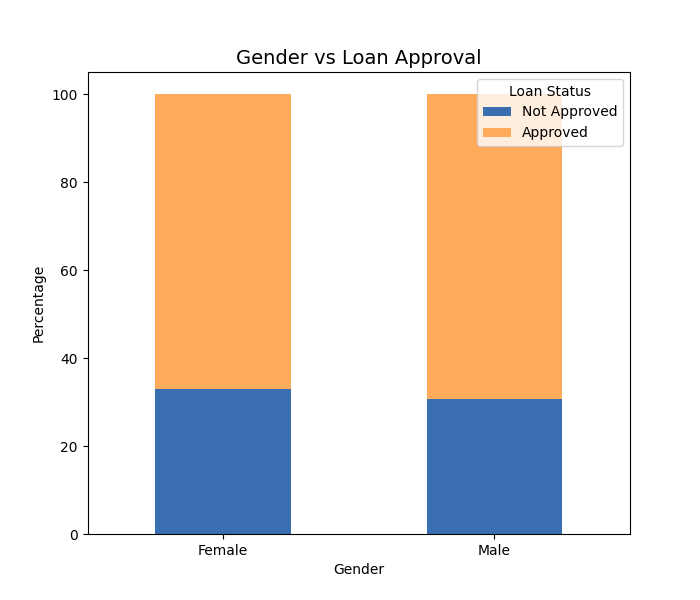 Gender vs Loan Approval
Loan Status
Not Approved
Approved
100
80
60
40
20
0
Percentage
Female
Male
Gender